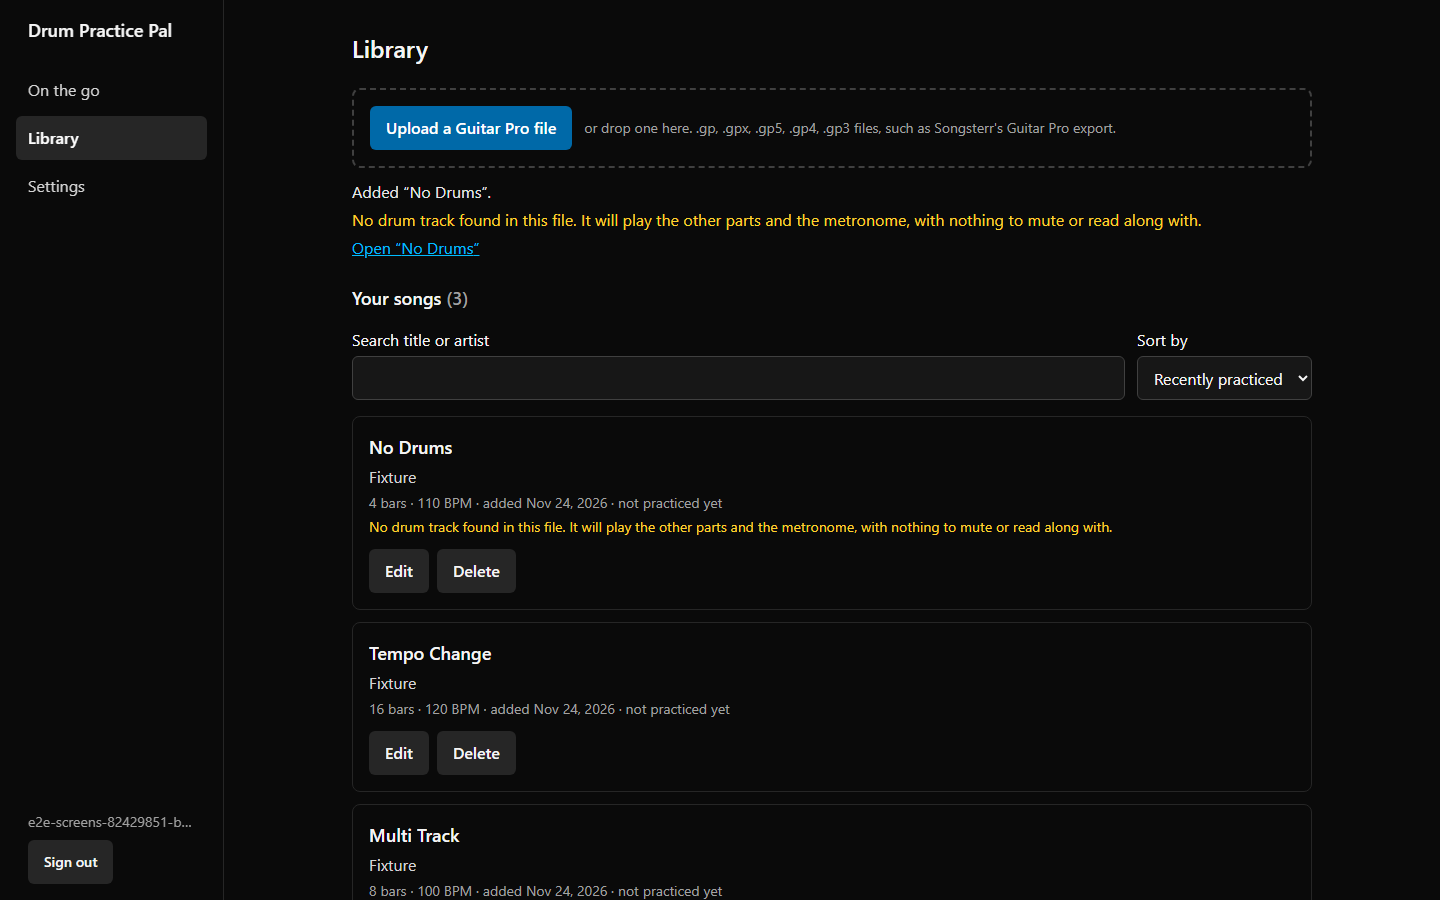 Drum Practice Pal
On the go
Library
Settings
e2e-screens-82429851-b...
Sign out
Library
Upload a Guitar Pro file
or drop one here. .gp, .gpx, .gp5, .gp4, .gp3 files, such as Songsterr's Guitar Pro export.
Added “No Drums”.
No drum track found in this file. It will play the other parts and the metronome, with nothing to mute or read along with.
Open “No Drums”
Your songs (3)
Search title or artist
Sort by
Recently practiced
No Drums
Fixture
4 bars · 110 BPM · added Nov 24, 2026 · not practiced yet
No drum track found in this file. It will play the other parts and the metronome, with nothing to mute or read along with.
Edit
Delete
Tempo Change
Fixture
16 bars · 120 BPM · added Nov 24, 2026 · not practiced yet
Edit
Delete
Multi Track
Fixture
8 bars · 100 BPM · added Nov 24, 2026 · not practiced yet